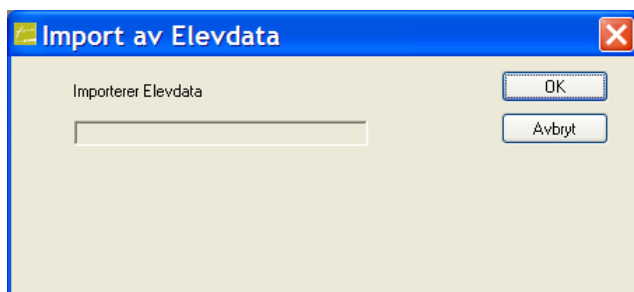 Import av Elevdata
Importerer Elevdata
OK
Avbryt